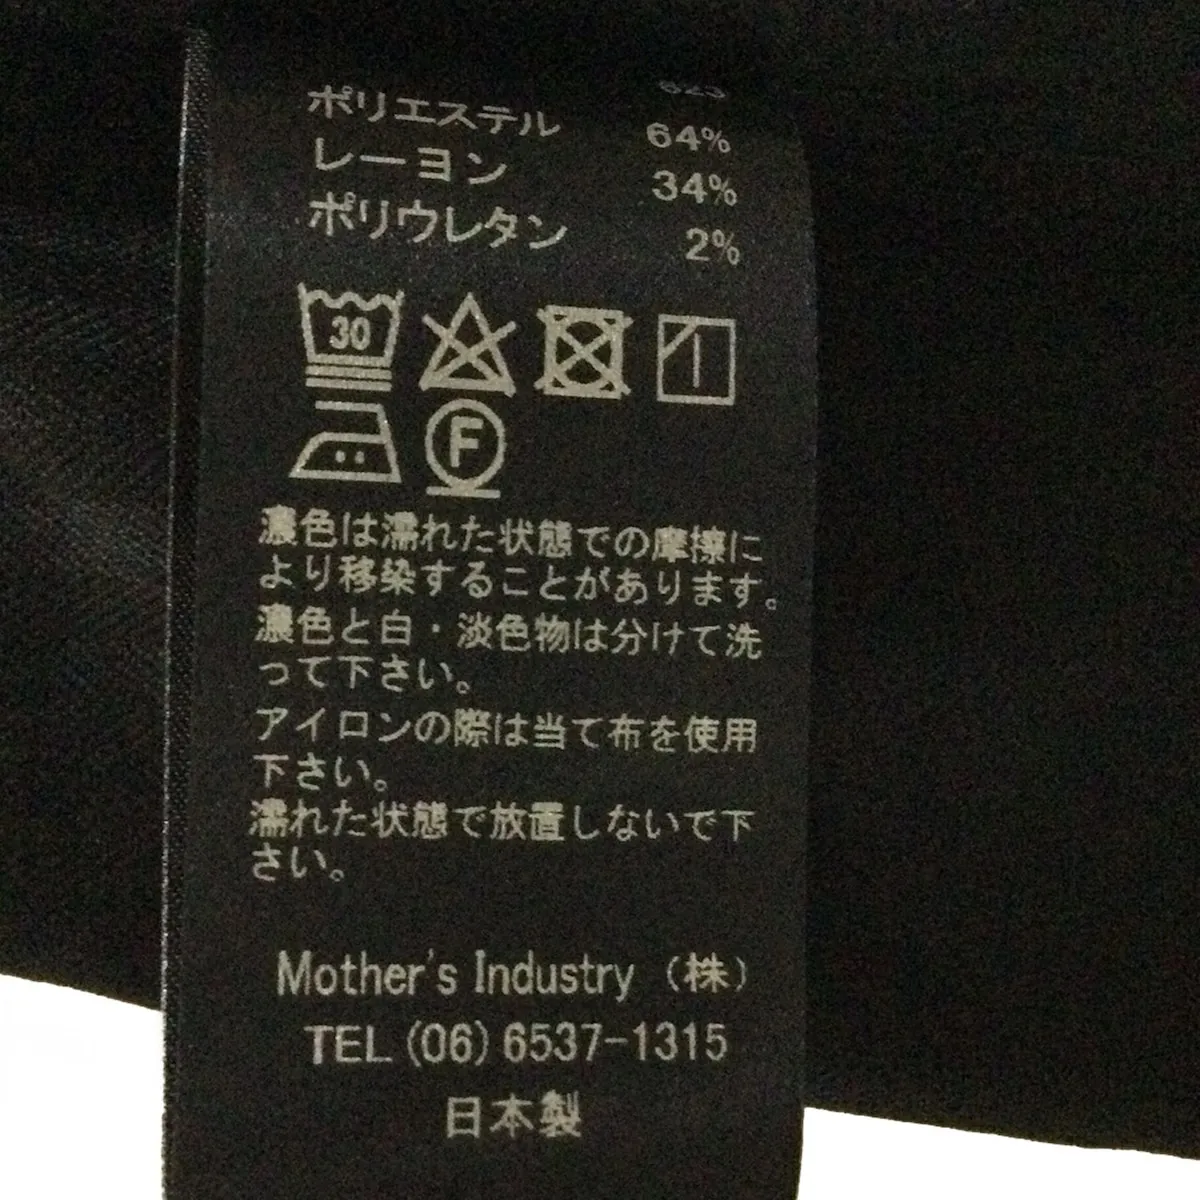 ポリエステル 64%
レーヨン 34%
ポリウレタン 2%
30
F
濃色は濡れた状態での摩擦に
より移染することがあります。
濃色と白・淡色物は分けて洗
って下さい。
アイロンの際は当て布を使用
下さい。
濡れた状態で放置しないで下
さい。
Mother's Industry (株)
TEL (06) 6537-1315
日本製